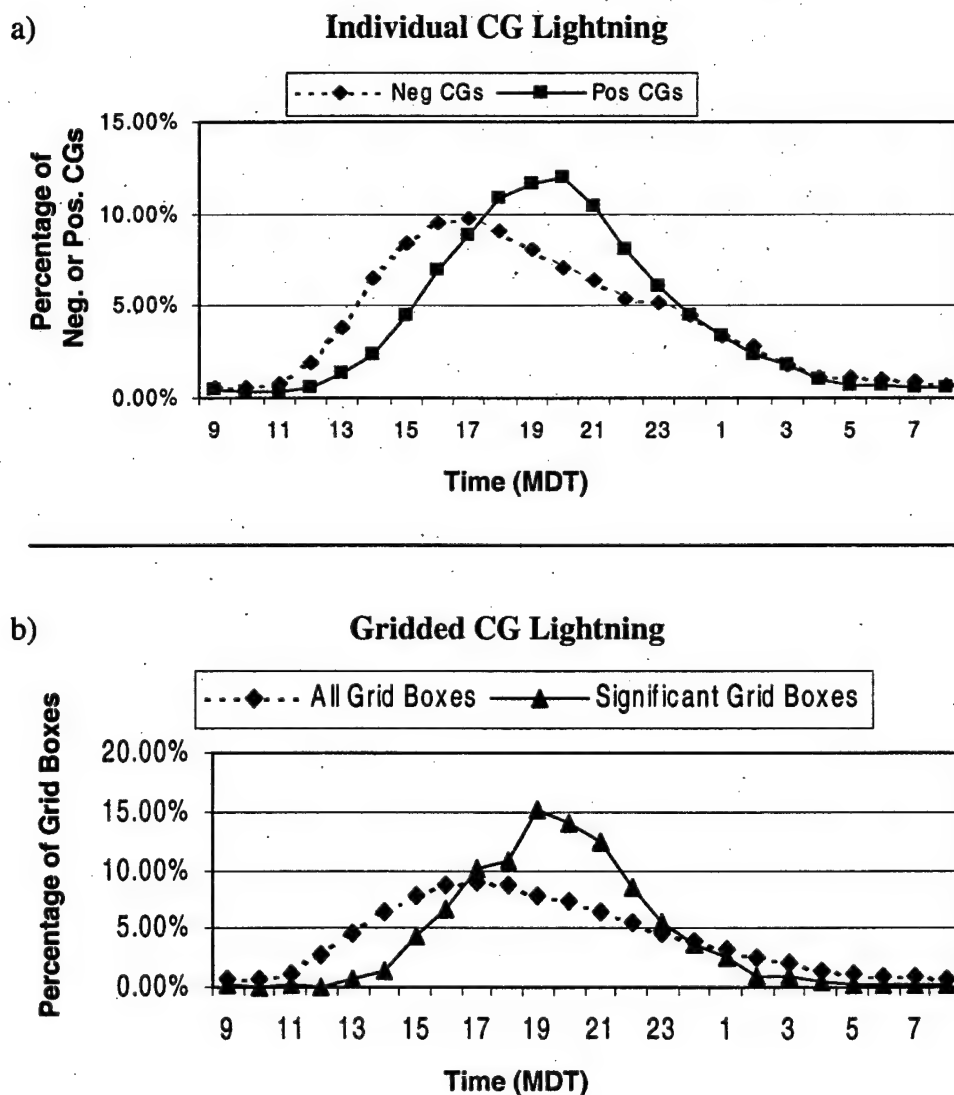 a)
Individual CG Lightning
Neg CGs Pos CGs
Percentage of
Neg. or Pos. CGs
15.00%
10.00%
5.00%
0.00%
9 11 13 15 17 19 21 23 1 3 5 7
Time (MDT)
b)
Gridded CG Lightning
All Grid Boxes Significant Grid Boxes
Percentage of Grid Boxes
20.00%
15.00%
10.00%
5.00%
0.00%
9 11 13 15 17 19 21 23 1 3 5 7
Time (MDT)